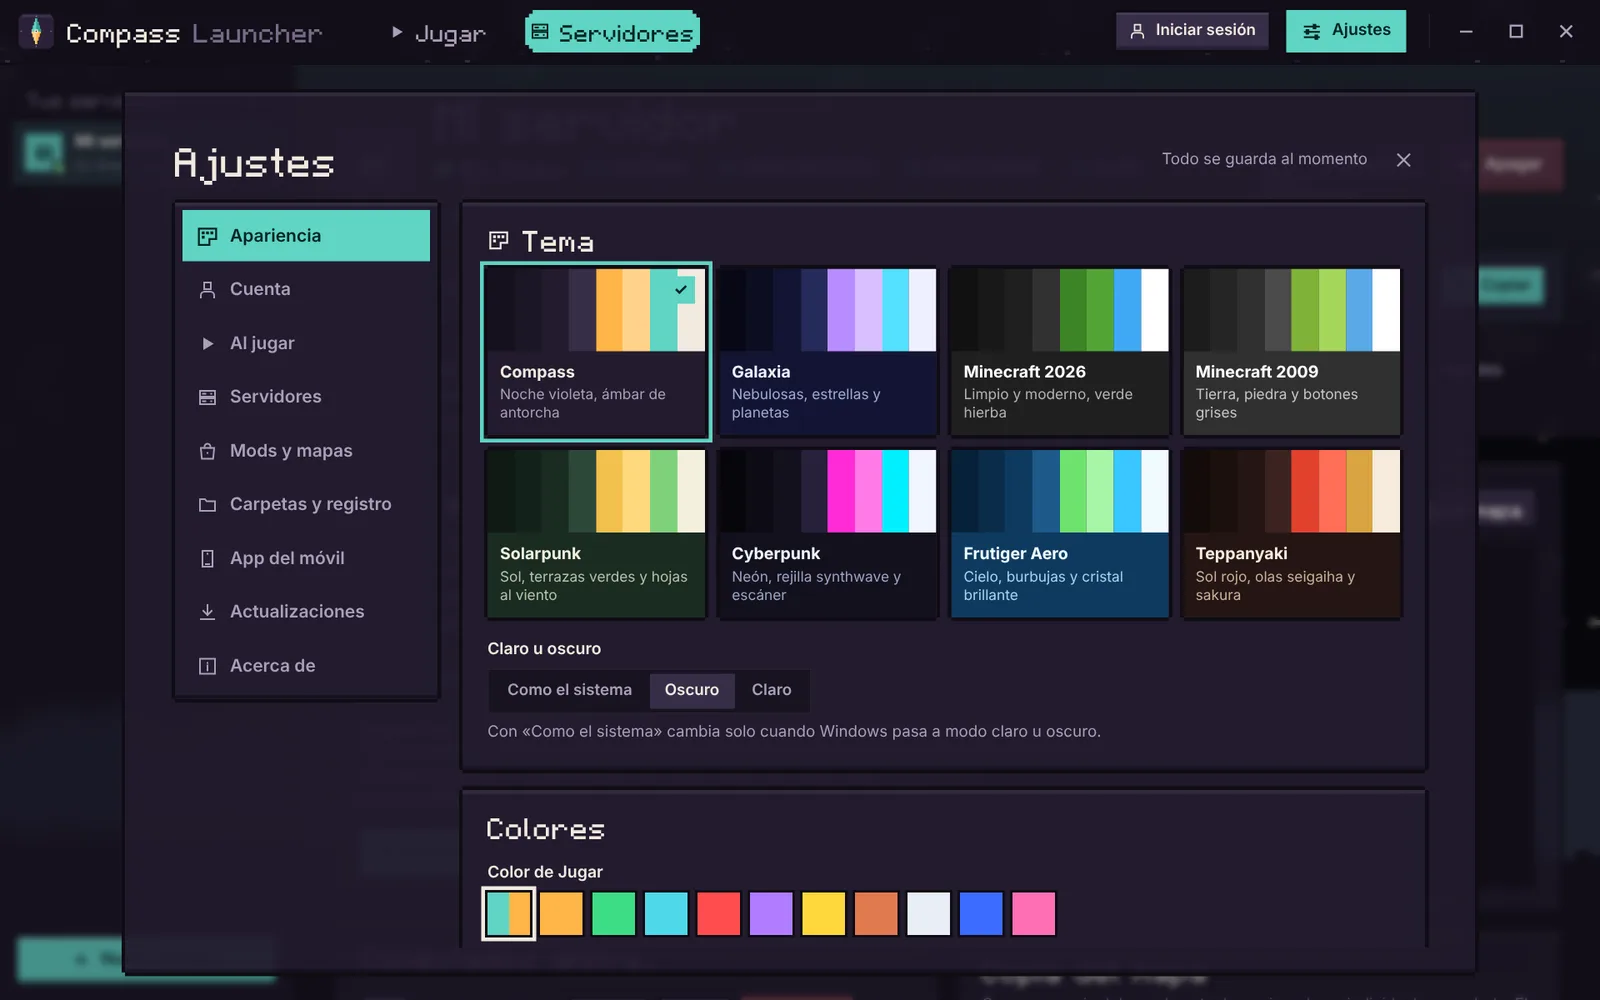 Compass Launcher
Jugar
Servidores
Iniciar sesión
Ajustes
Ajustes
Todo se guarda al momento
Apariencia
Cuenta
Al jugar
Servidores
Mods y mapas
Carpetas y registro
App del móvil
Actualizaciones
Acerca de
Tema
Compass
Noche violeta, ámbar de
antorcha
Galaxia
Nebulosas, estrellas y
planetas
Minecraft 2026
Limpio y moderno, verde
hierba
Minecraft 2009
Tierra, piedra y botones
grises
Solarpunk
Sol, terrazas verdes y hojas
al viento
Cyberpunk
Neón, rejilla synthwave y
escáner
Frutiger Aero
Cielo, burbujas y cristal
brillante
Teppanyaki
Sol rojo, olas seigaiha y
sakura
Claro u oscuro
Como el sistema
Oscuro
Claro
Con «Como el sistema» cambia solo cuando Windows pasa a modo claro u oscuro.
Colores
Color de Jugar
Mi servidor
Apagar
Copiar